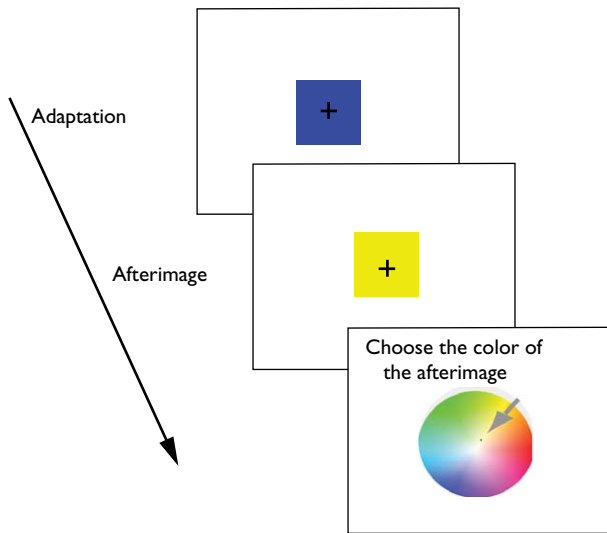 Adaptation
Afterimage
Choose the color of
the afterimage